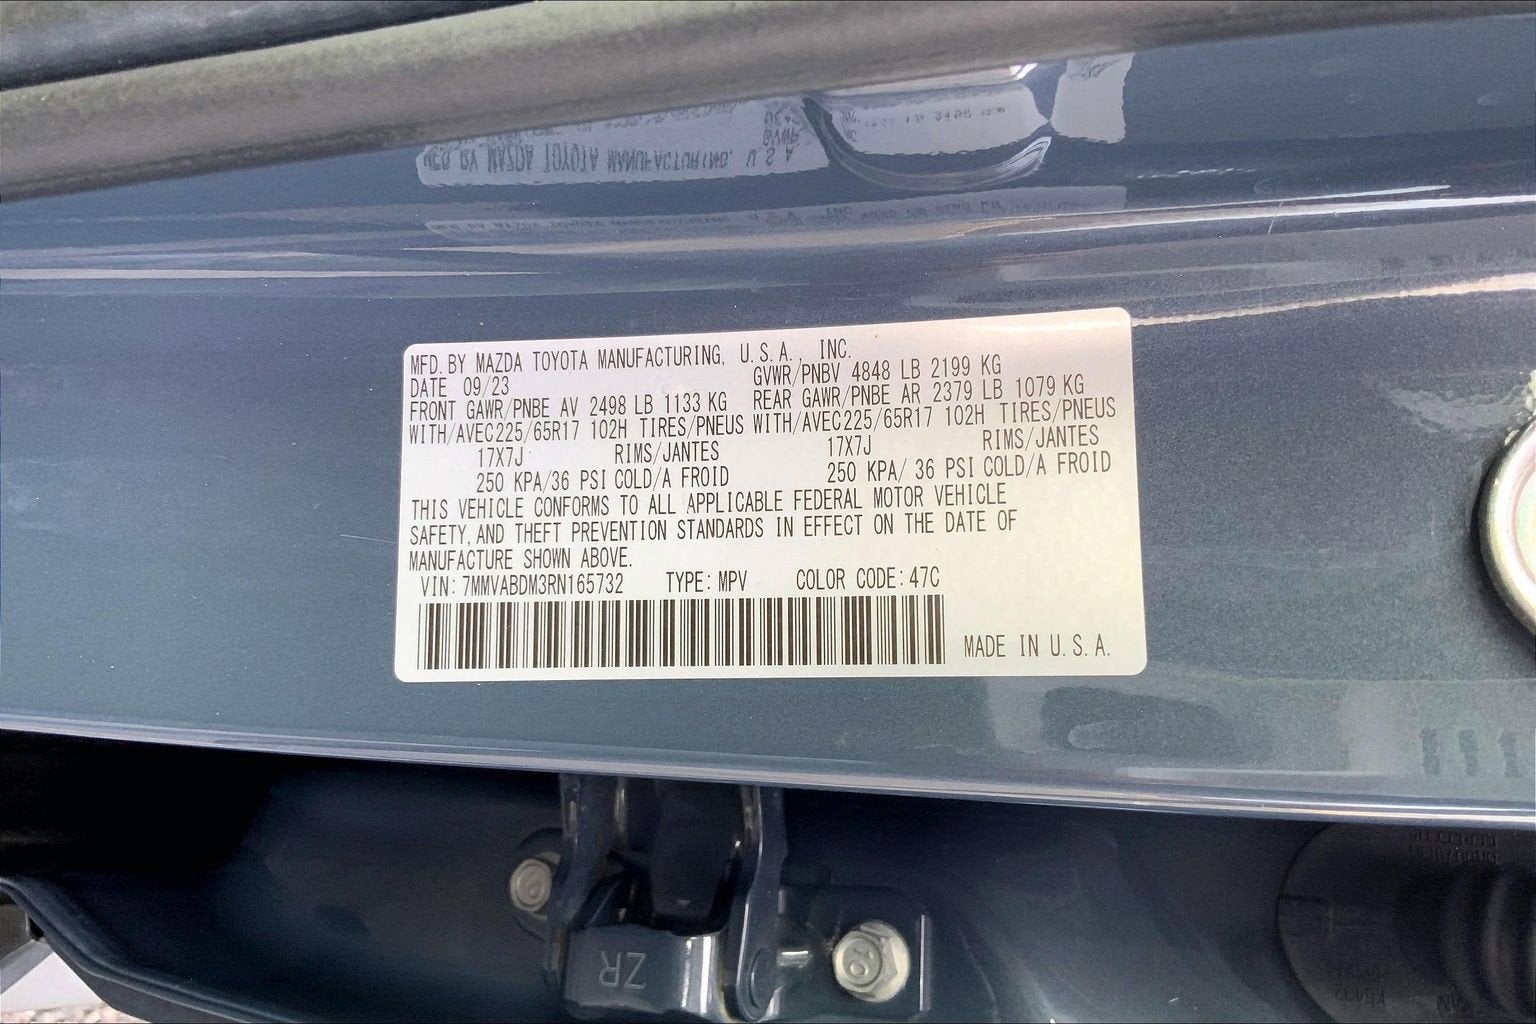 MFD. BY MAZDA TOYOTA MANUFACTURING, U.S.A., INC.
DATE 09/23 GVWR/PNBV 4848 LB 2199 KG
FRONT GAWR/PNBE AV 2498 LB 1133 KG REAR GAWR/PNBE AR 2379 LB 1079 KG
WITH/AVEC225/65R17 102H TIRES/PNEUS WITH/AVEC225/65R17 102H TIRES/PNEUS
17X7J RIMS/JANTES 17X7J RIMS/JANTES
250 KPA/36 PSI COLD/A FROID 250 KPA/ 36 PSI COLD/A FROID
THIS VEHICLE CONFORMS TO ALL APPLICABLE FEDERAL MOTOR VEHICLE
SAFETY, AND THEFT PREVENTION STANDARDS IN EFFECT ON THE DATE OF
MANUFACTURE SHOWN ABOVE.
VIN: 7MMVABDM3RN165732 TYPE: MPV COLOR CODE: 47C
MADE IN U.S.A.
ZR
10